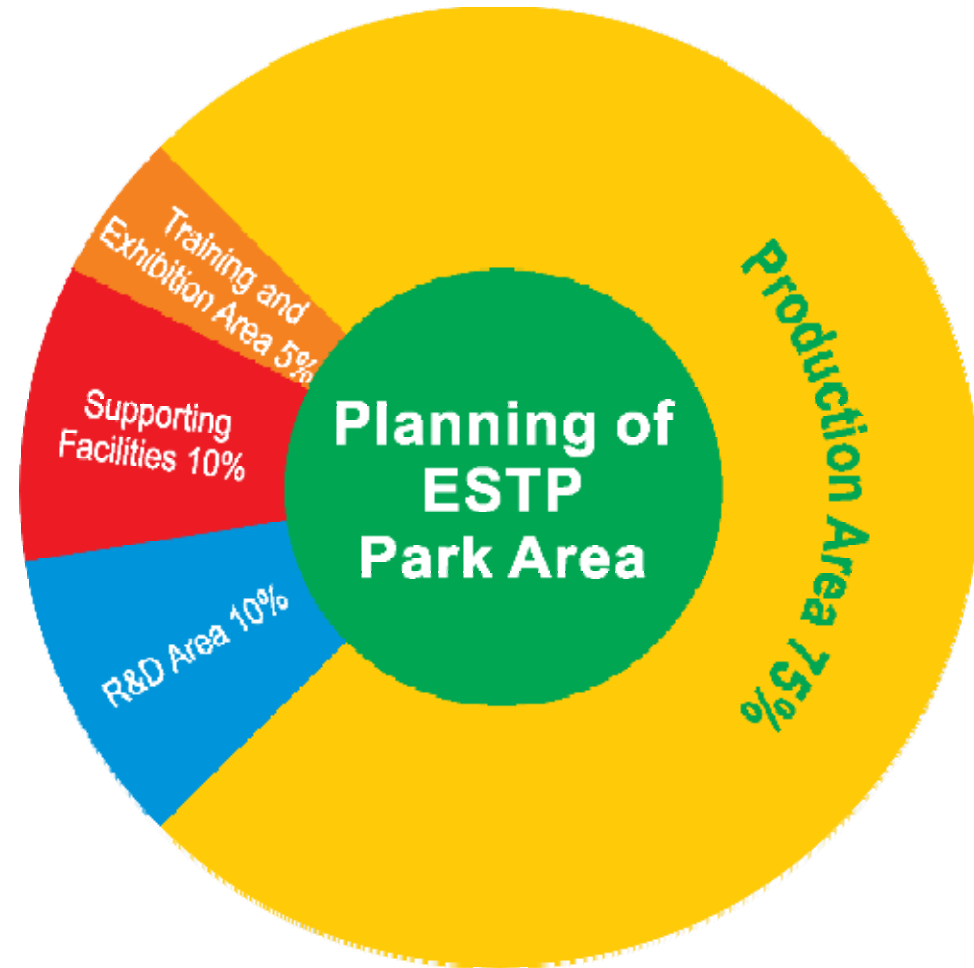 Planning of
ESTP
Park Area
Production Area 75%
Training and
Exhibition Area 5%
Supporting
Facilities 10%
R&D Area 10%